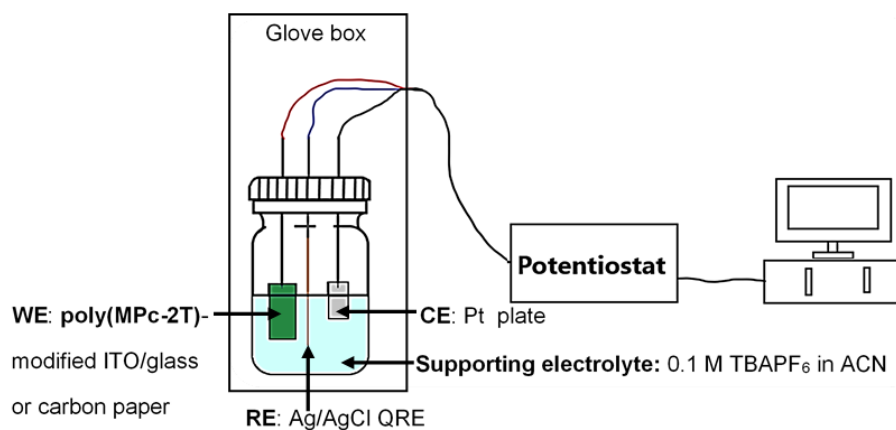 Glove box
Potentiostat
WE: poly(MPc-2T)-
modified ITO/glass
or carbon paper
CE: Pt plate
Supporting electrolyte: 0.1 M TBAPF₆ in ACN
RE: Ag/AgCl QRE